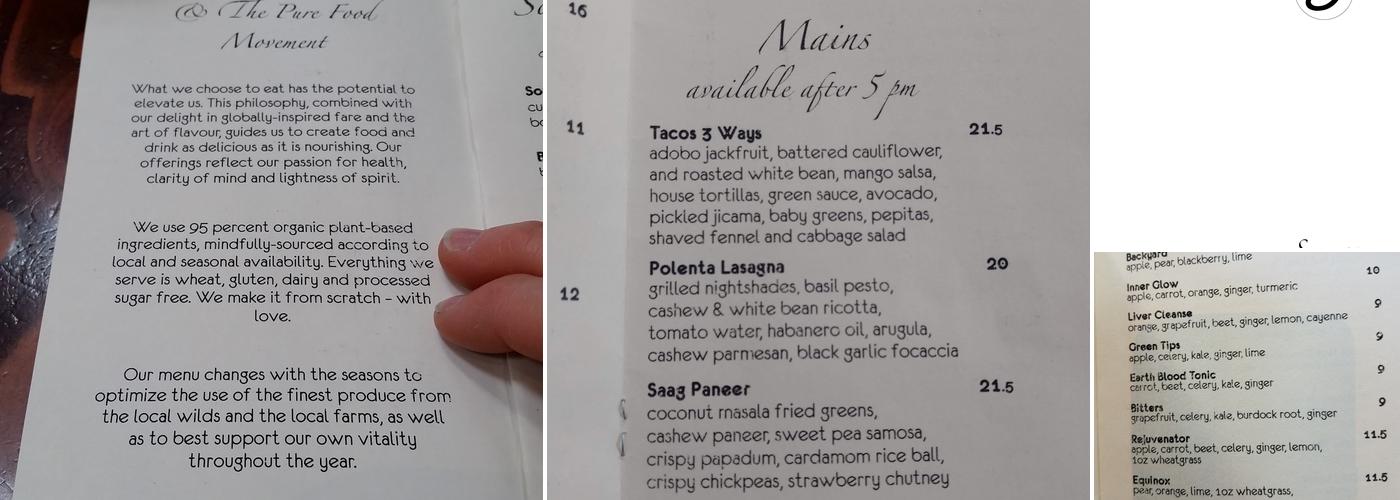 & The Pure Food
Movement
What we choose to eat has the potential to
elevate us. This philosophy, combined with
our delight in globally-inspired fare and the
art of flavour, guides us to create food and
drink as delicious as it is nourishing. Our
offerings reflect our passion for health,
clarity of mind and lightness of spirit.
We use 95 percent organic plant-based
ingredients, mindfully-sourced according to
local and seasonal availability. Everything we
serve is wheat, gluten, dairy and processed
sugar free. We make it from scratch - with
love.
Our menu changes with the seasons to
optimize the use of the finest produce from
the local wilds and the local farms, as well
as to best support our own vitality
throughout the year.
So
cu
16
11
12
Mains
available after 5 pm
Tacos 3 Ways 21.5
adobo jackfruit, battered cauliflower,
and roasted white bean, mango salsa,
house tortillas, green sauce, avocado,
pickled jicama, baby greens, pepitas,
shaved fennel and cabbage salad
Polenta Lasagna 20
grilled nightshades, basil pesto,
cashew & white bean ricotta,
tomato water, habanero oil, arugula,
cashew parmesan, black garlic focaccia
Saag Paneer 21.5
coconut masala fried greens,
cashew paneer, sweet pea samosa,
crispy papadum, cardamom rice ball,
crispy chickpeas, strawberry chutney
Backyard
apple, pear, blackberry, lime
Inner Glow 10
apple, carrot, orange, ginger, turmeric
Liver Cleanse 9
orange, grapefruit, beet, ginger, lemon, cayenne
Green Tips 9
apple, celery, kale, ginger, lime
Earth Blood Tonic 9
carrot, beet, celery, kale, ginger
Bitters 9
grapefruit, celery, kale, burdock root, ginger
Rejuvenator 11.5
apple, carrot, beet, celery, ginger, lemon,
1oz wheatgrass
Equinox 11.5
pear, orange, lime, 1oz wheatgrass,